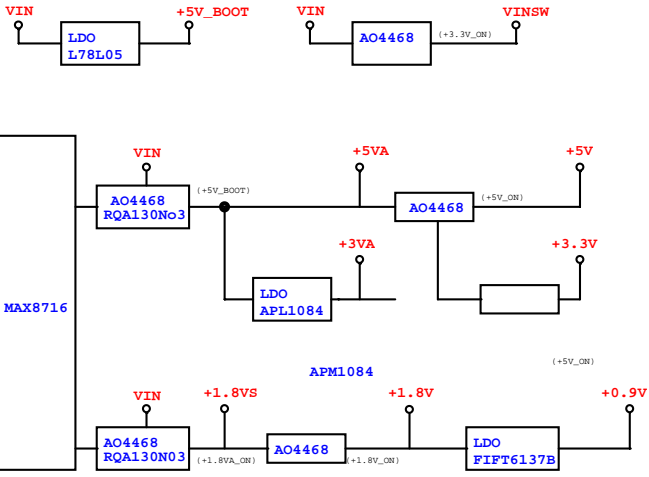 VIN
+5V_BOOT
VIN
VINSW
LDO
L78L05
AO4468
(+3.3V_ON)
VIN
+5VA
+5V
AO4468
RQA130No3
(+5V_BOOT)
AO4468
(+5V_ON)
+3VA
+3.3V
LDO
APL1084
MAX8716
(+5V_ON)
APM1084
VIN
+1.8VS
+1.8V
+0.9V
AO4468
RQA130N03
(+1.8VA_ON)
AO4468
(+1.8V_ON)
LDO
FIFT6137B